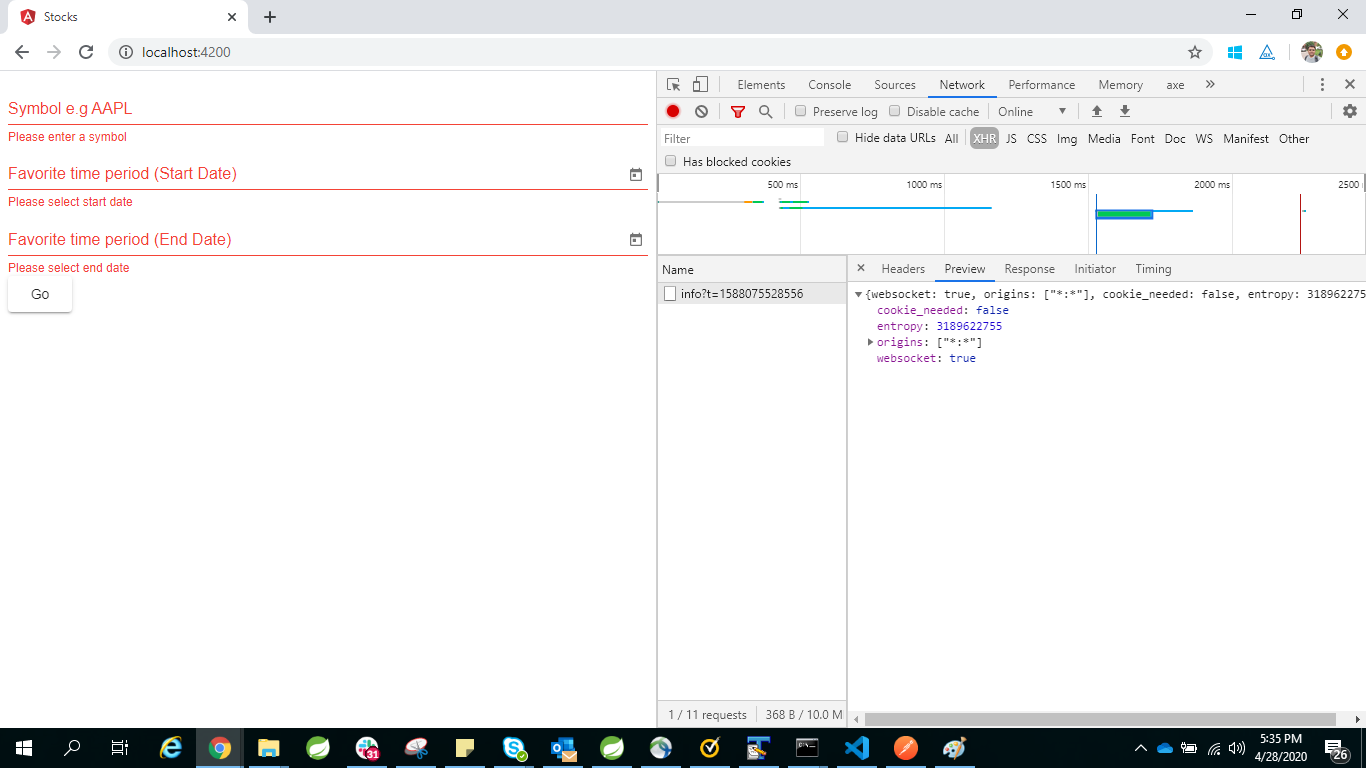 Stocks
localhost:4200
Symbol e.g AAPL
Please enter a symbol
Favorite time period (Start Date)
Please select start date
Favorite time period (End Date)
Please select end date
Go
Elements Console Sources Network Performance Memory axe
Preserve log Disable cache Online
Filter Hide data URLs All XHR JS CSS Img Media Font Doc WS Manifest Other
Has blocked cookies
500 ms 1000 ms 1500 ms 2000 ms 2500
Name
info?t=1588075528556
1 / 11 requests 368 B / 10.0 M
Headers Preview Response Initiator Timing
{websocket: true, origins: ["*:*"], cookie_needed: false, entropy: 318962275
cookie_needed: false
entropy: 3189622755
origins: ["*:*"]
websocket: true
31
5:35 PM
4/28/2020
26